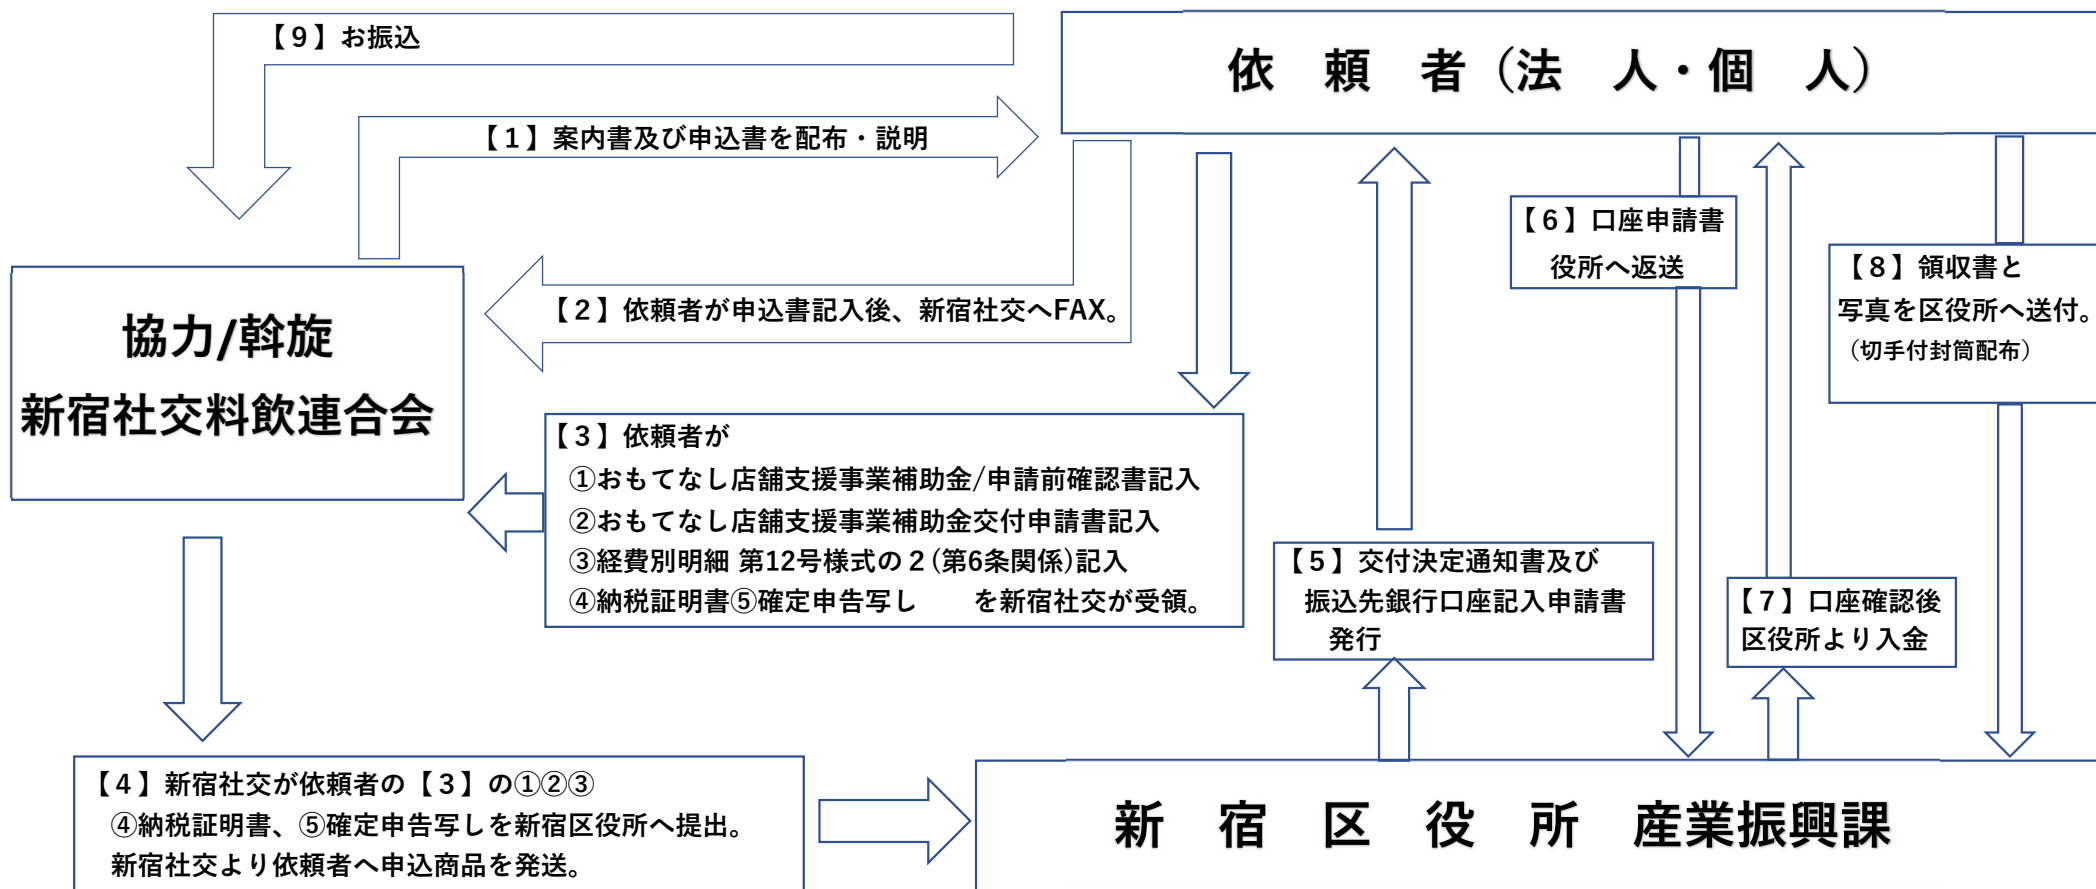 【９】お振込
依　頼　者（法　人・個　人）
【１】案内書及び申込書を配布・説明
【６】口座申請書
役所へ返送
【８】領収書と
写真を区役所へ送付。
（切手付封筒配布）
【２】依頼者が申込書記入後、新宿社交へFAX。
協力/斡旋
新宿社交料飲連合会
【３】依頼者が
①おもてなし店舗支援事業補助金/申請前確認書記入
②おもてなし店舗支援事業補助金交付申請書記入
③経費別明細 第12号様式の２(第6条関係)記入
④納税証明書⑤確定申告写し　　を新宿社交が受領。
【５】交付決定通知書及び
振込先銀行口座記入申請書
発行
【７】口座確認後
区役所より入金
【４】新宿社交が依頼者の【３】の①②③
④納税証明書、⑤確定申告写しを新宿区役所へ提出。
新宿社交より依頼者へ申込商品を発送。
新　宿　区　役　所　産業振興課